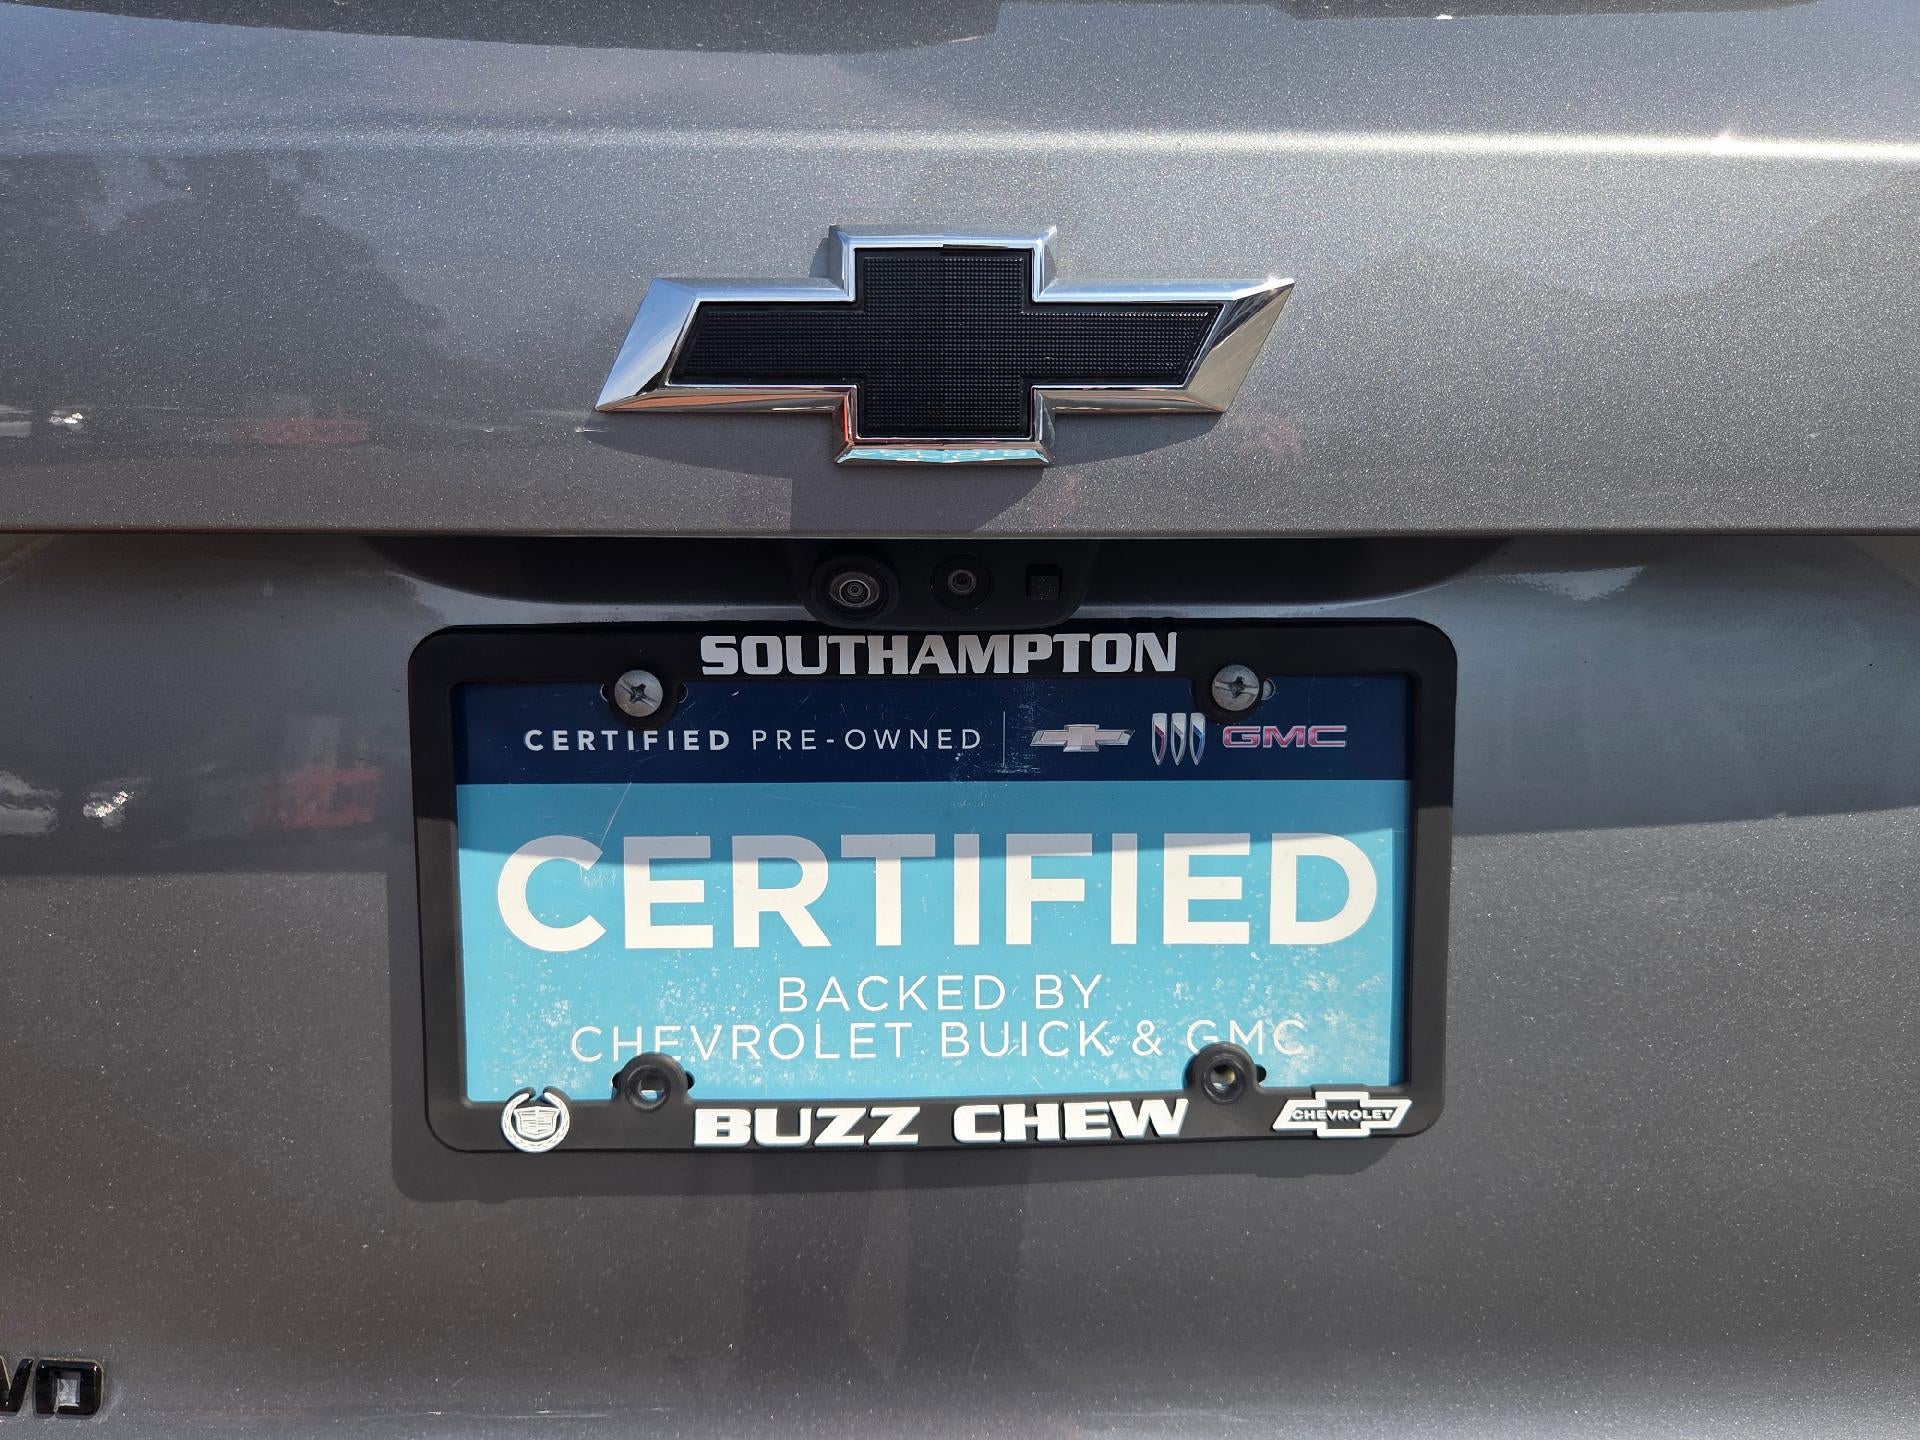 SOUTHAMPTON
CERTIFIED PRE-OWNED GMC
CERTIFIED
BACKED BY
CHEVROLET BUICK & GMC
BUZZ CHEW CHEVROLET